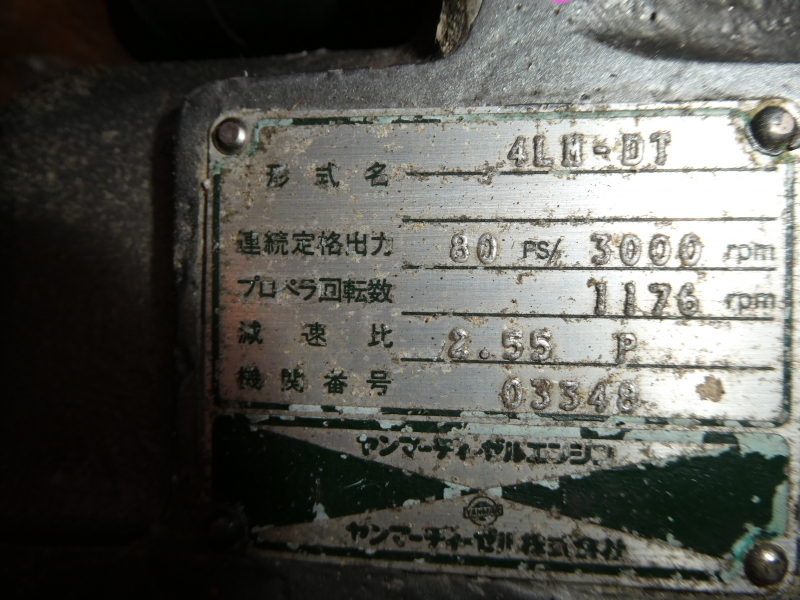 形式名 4LM-DT
連続定格出力 80 PS/ 3000 rpm
プロペラ回転数 1176 rpm
減速比 2.55 P
機関番号 03348
ヤンマーディーゼルエンジン
YANMAR
ヤンマーディーゼル株式会社